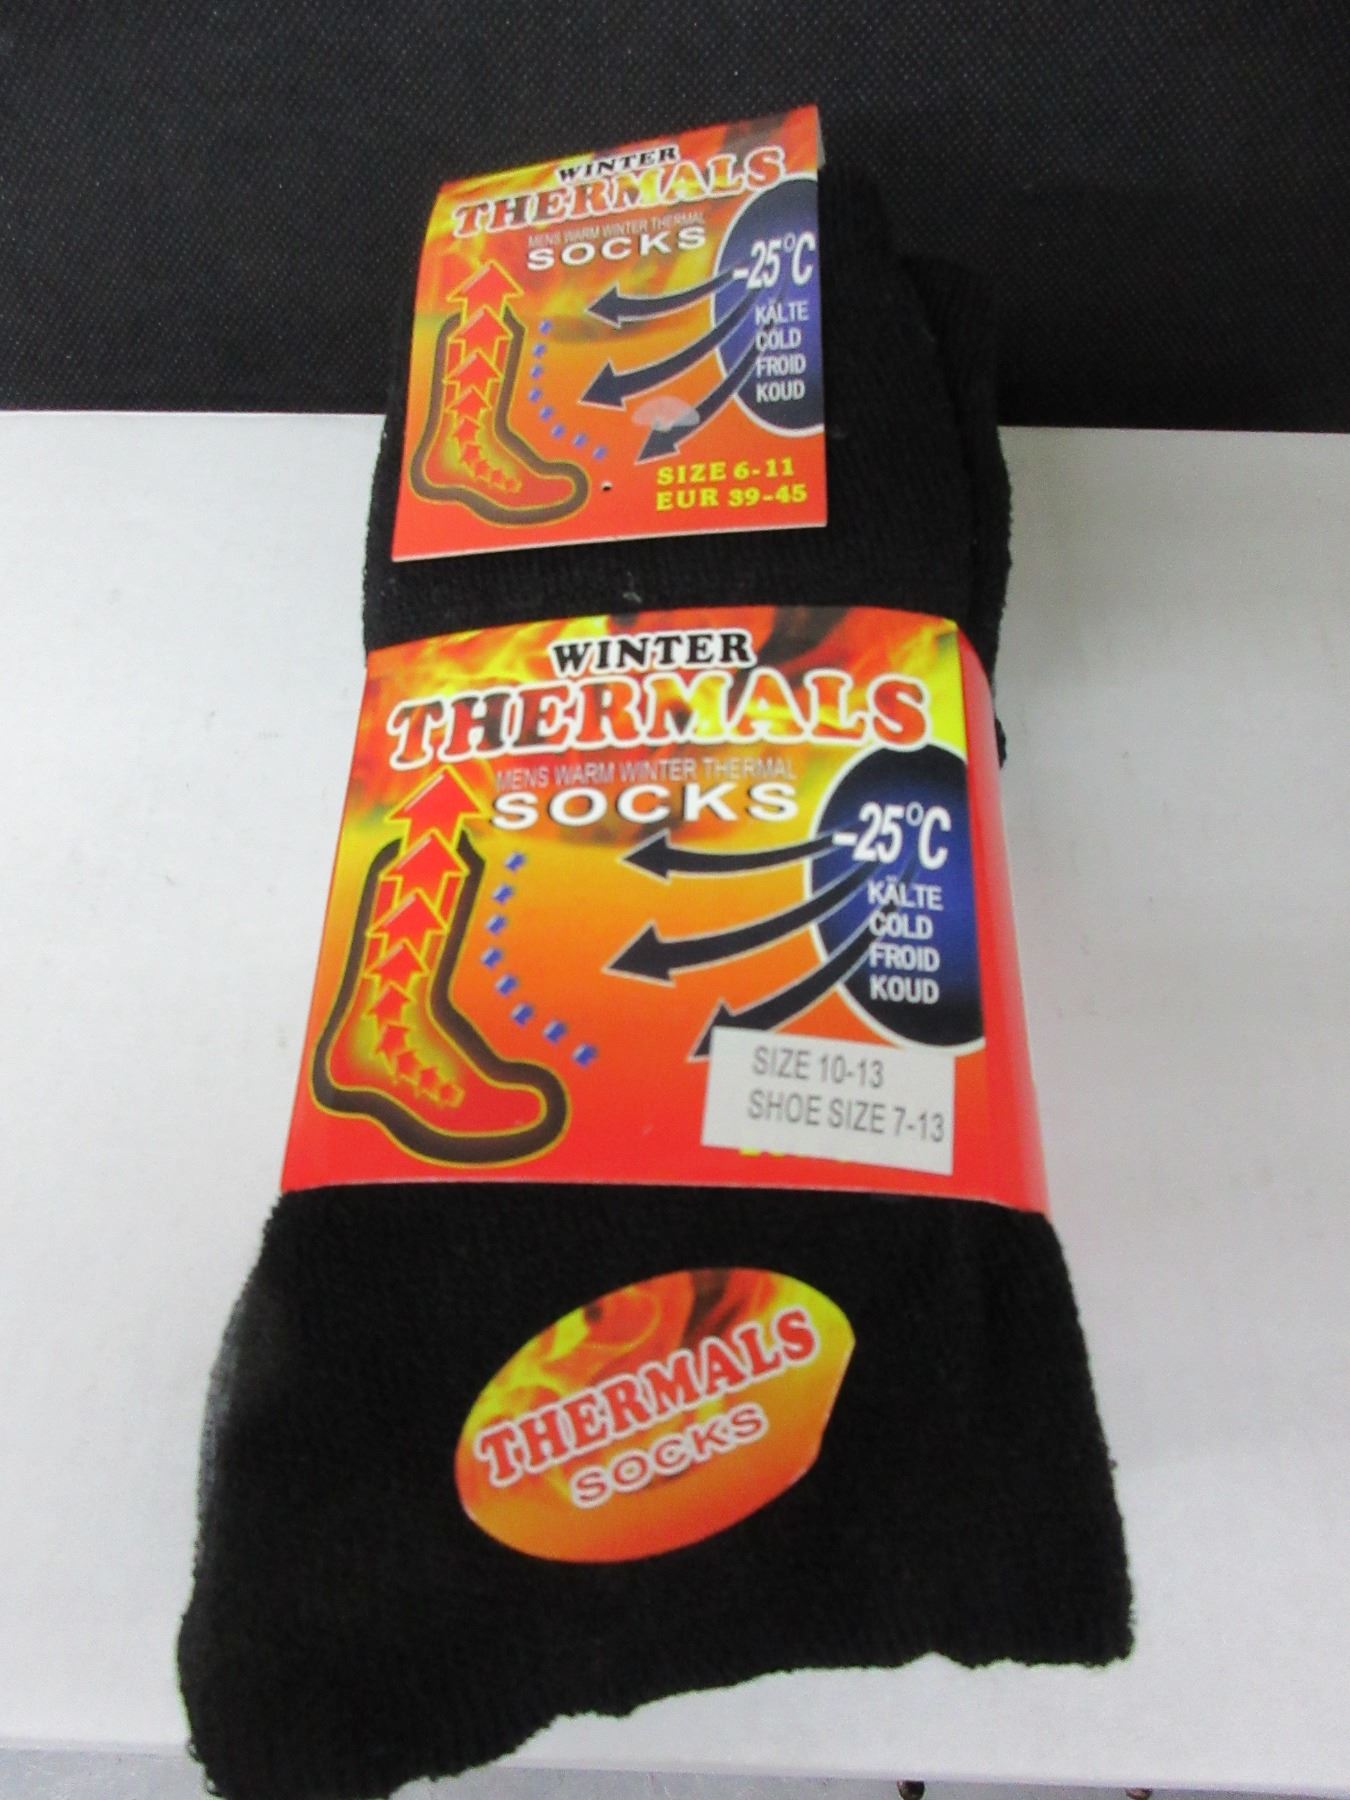 WINTER
THERMALS
MENS WARM WINTER THERMAL
SOCKS
-25°C
KÄLTE
COLD
FROID
KOUD
SIZE 6-11
EUR 39-45
WINTER
THERMALS
MENS WARM WINTER THERMAL
SOCKS
-25°C
KÄLTE
COLD
FROID
KOUD
SIZE 10-13
SHOE SIZE 7-13
THERMALS
SOCKS